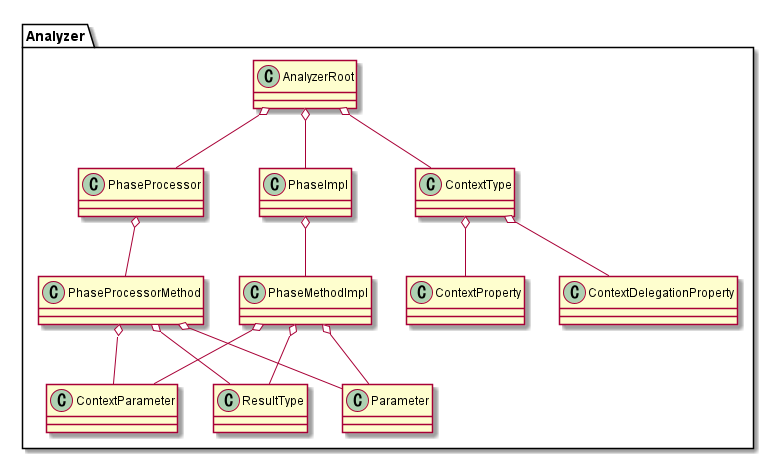 Analyzer
C AnalyzerRoot
C PhaseProcessor
C PhaseImpl
C ContextType
C PhaseProcessorMethod
C PhaseMethodImpl
C ContextProperty
C ContextDelegationProperty
C ContextParameter
C ResultType
C Parameter